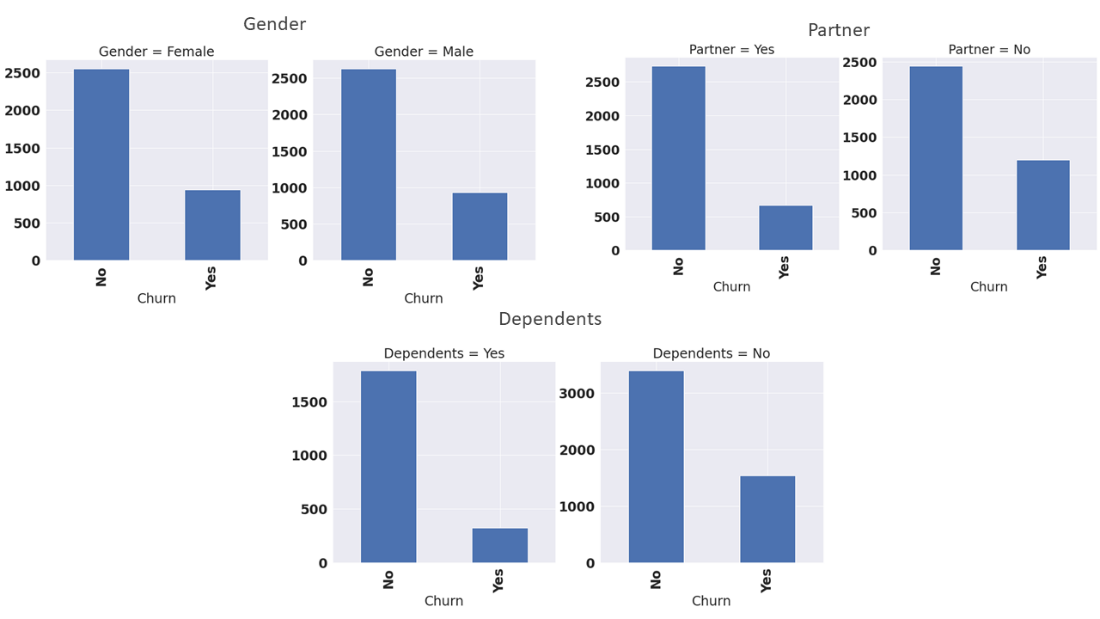 Gender
Gender = Female
2500
2000
1500
1000
500
0
No
Yes
Churn
Gender = Male
2500
2000
1500
1000
500
0
No
Yes
Churn
Partner
Partner = Yes
2500
2000
1500
1000
500
0
No
Yes
Churn
Partner = No
2500
2000
1500
1000
500
0
No
Yes
Churn
Dependents
Dependents = Yes
1500
1000
500
0
No
Yes
Churn
Dependents = No
3000
2000
1000
0
No
Yes
Churn